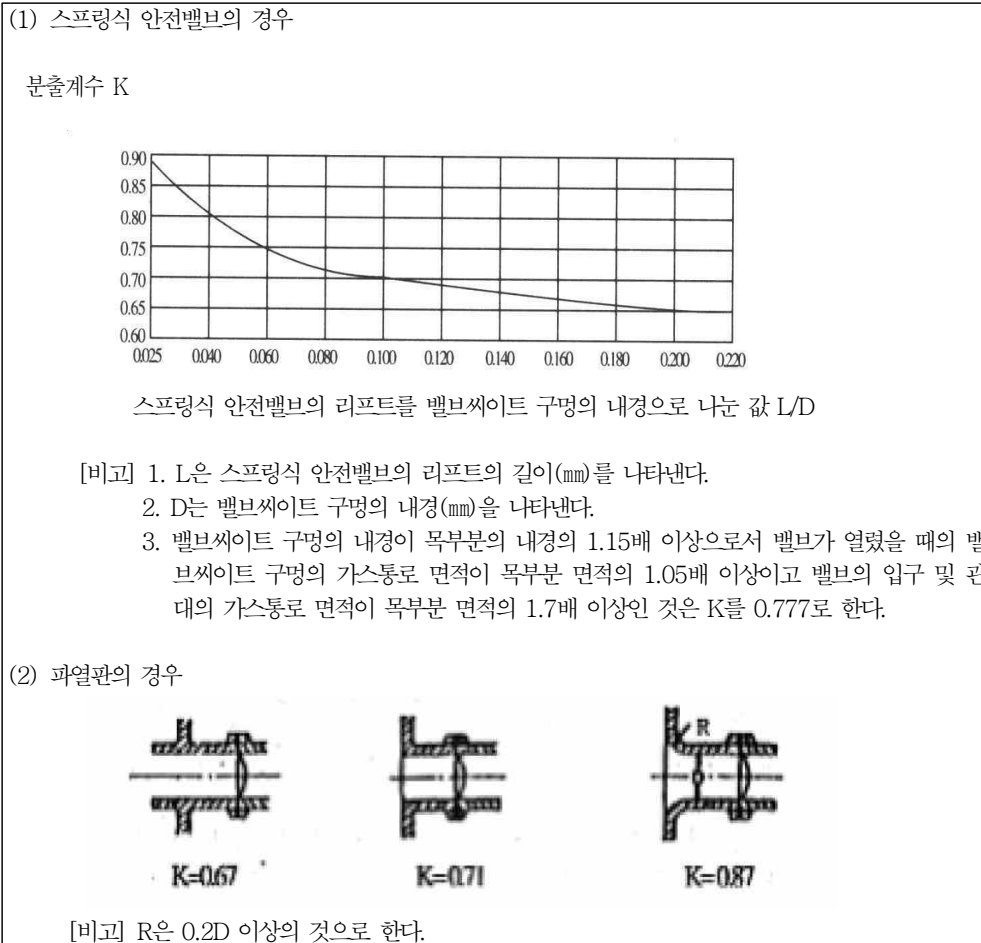 (1) 스프링식 안전밸브의 경우
분출계수 K
0.90
0.85
0.80
0.75
0.70
0.65
0.60
0.025 0.040 0.060 0.080 0.100 0.120 0.140 0.160 0.180 0.200 0.220
스프링식 안전밸브의 리프트를 밸브씨이트 구멍의 내경으로 나눈 값 L/D
[비고] 1. L은 스프링식 안전밸브의 리프트의 길이(㎜)를 나타낸다.
2. D는 밸브씨이트 구멍의 내경(㎜)을 나타낸다.
3. 밸브씨이트 구멍의 내경이 목부분의 내경의 1.15배 이상으로서 밸브가 열렸을 때의 밸
브씨이트 구멍의 가스통로 면적이 목부분 면적의 1.05배 이상이고 밸브의 입구 및 관
대의 가스통로 면적이 목부분 면적의 1.7배 이상인 것은 K를 0.777로 한다.
(2) 파열판의 경우
R
K=0.67 K=0.71 K=0.87
[비고] R은 0.2D 이상의 것으로 한다.